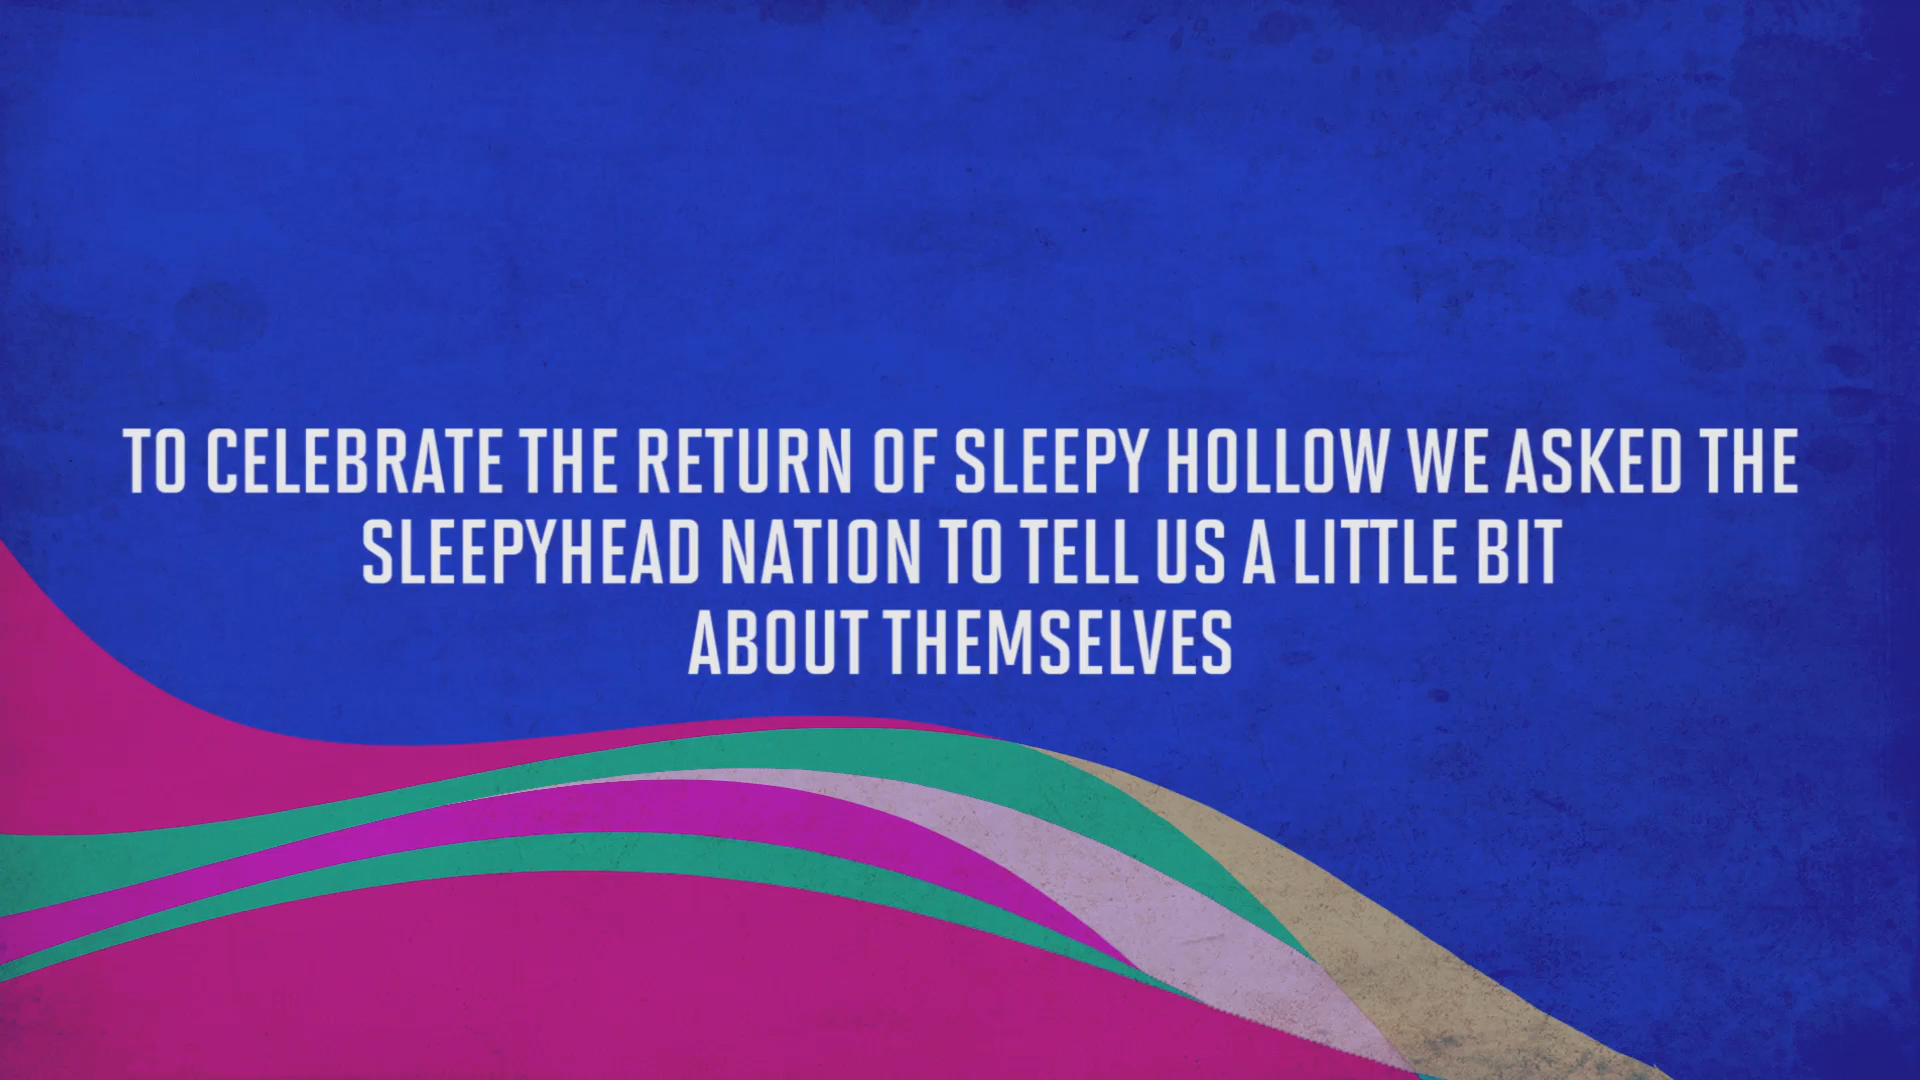 TO CELEBRATE THE RETURN OF SLEEPY HOLLOW WE ASKED THE
SLEEPYHEAD NATION TO TELL US A LITTLE BIT
ABOUT THEMSELVES